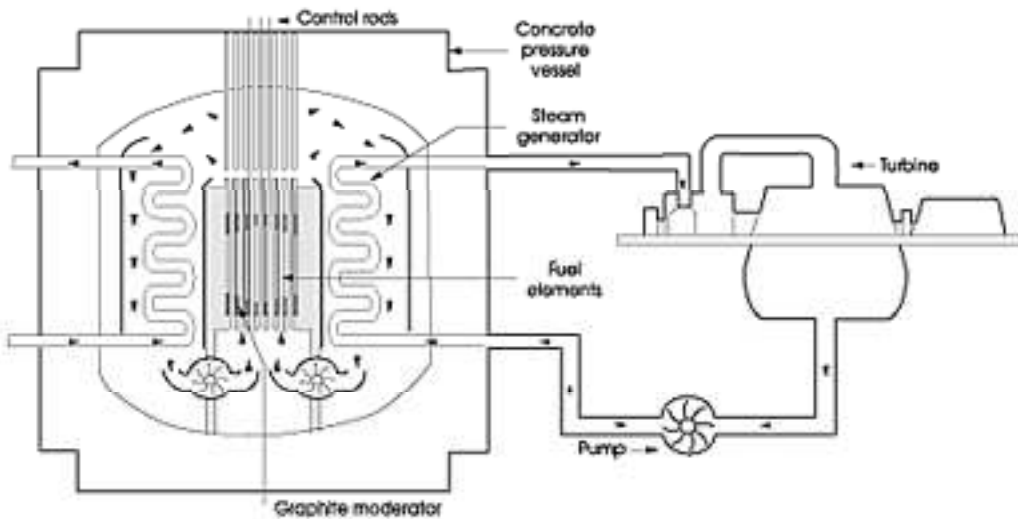 Control rods
Concrete
pressure
vessel
Steam
generator
Turbine
Fuel
elements
Pump
Graphite moderator